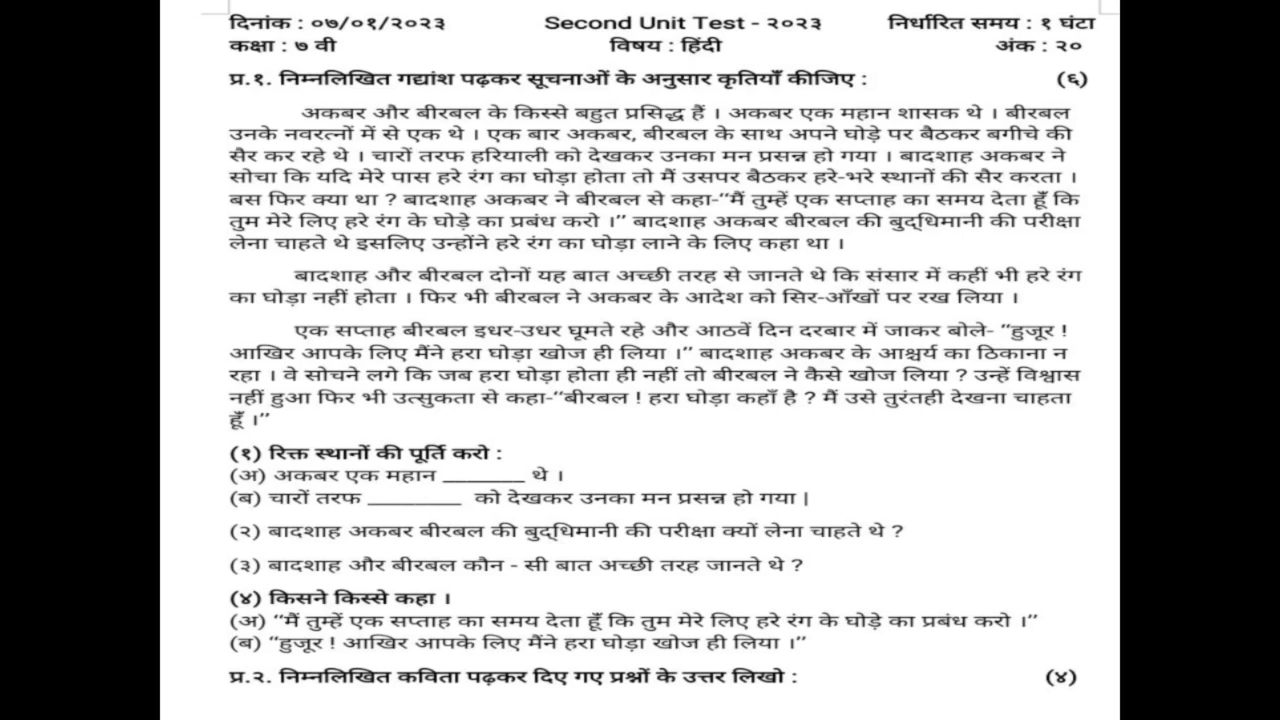 दिनांक : ०७/०१/२०२३ Second Unit Test - २०२३ निर्धारित समय : १ घंटा
कक्षा : ७ वी विषय : हिंदी अंक : २०
प्र.१. निम्नलिखित गद्यांश पढ़कर सूचनाओं के अनुसार कृतियाँ कीजिए : (६)
अकबर और बीरबल के किस्से बहुत प्रसिद्ध हैं । अकबर एक महान शासक थे । बीरबल
उनके नवरत्नों में से एक थे । एक बार अकबर, बीरबल के साथ अपने घोड़े पर बैठकर बगीचे की
सैर कर रहे थे । चारों तरफ हरियाली को देखकर उनका मन प्रसन्न हो गया । बादशाह अकबर ने
सोचा कि यदि मेरे पास हरे रंग का घोड़ा होता तो मैं उसपर बैठकर हरे-भरे स्थानों की सैर करता ।
बस फिर क्या था ? बादशाह अकबर ने बीरबल से कहा-“मैं तुम्हें एक सप्ताह का समय देता हूँ कि
तुम मेरे लिए हरे रंग के घोड़े का प्रबंध करो ।” बादशाह अकबर बीरबल की बुद्‌धिमानी की परीक्षा
लेना चाहते थे इसलिए उन्होंने हरे रंग का घोड़ा लाने के लिए कहा था ।
बादशाह और बीरबल दोनों यह बात अच्छी तरह से जानते थे कि संसार में कहीं भी हरे रंग
का घोड़ा नहीं होता । फिर भी बीरबल ने अकबर के आदेश को सिर-आँखों पर रख लिया ।
एक सप्ताह बीरबल इधर-उधर घूमते रहे और आठवें दिन दरबार में जाकर बोले- “हुजूर !
आखिर आपके लिए मैंने हरा घोड़ा खोज ही लिया ।” बादशाह अकबर के आश्चर्य का ठिकाना न
रहा । वे सोचने लगे कि जब हरा घोड़ा होता ही नहीं तो बीरबल ने कैसे खोज लिया ? उन्हें विश्वास
नहीं हुआ फिर भी उत्सुकता से कहा-“बीरबल ! हरा घोड़ा कहाँ है ? मैं उसे तुरंतही देखना चाहता
हूँ ।”
(१) रिक्त स्थानों की पूर्ति करो :
(अ) अकबर एक महान ________ थे ।
(ब) चारों तरफ _________ को देखकर उनका मन प्रसन्न हो गया |
(२) बादशाह अकबर बीरबल की बुद्‌धिमानी की परीक्षा क्यों लेना चाहते थे ?
(३) बादशाह और बीरबल कौन - सी बात अच्छी तरह जानते थे ?
(४) किसने किस्से कहा ।
(अ) “मैं तुम्हें एक सप्ताह का समय देता हूँ कि तुम मेरे लिए हरे रंग के घोड़े का प्रबंध करो ।”
(ब) “हुजूर ! आखिर आपके लिए मैंने हरा घोड़ा खोज ही लिया ।”
प्र.२. निम्नलिखित कविता पढ़कर दिए गए प्रश्नों के उत्तर लिखो : (४)